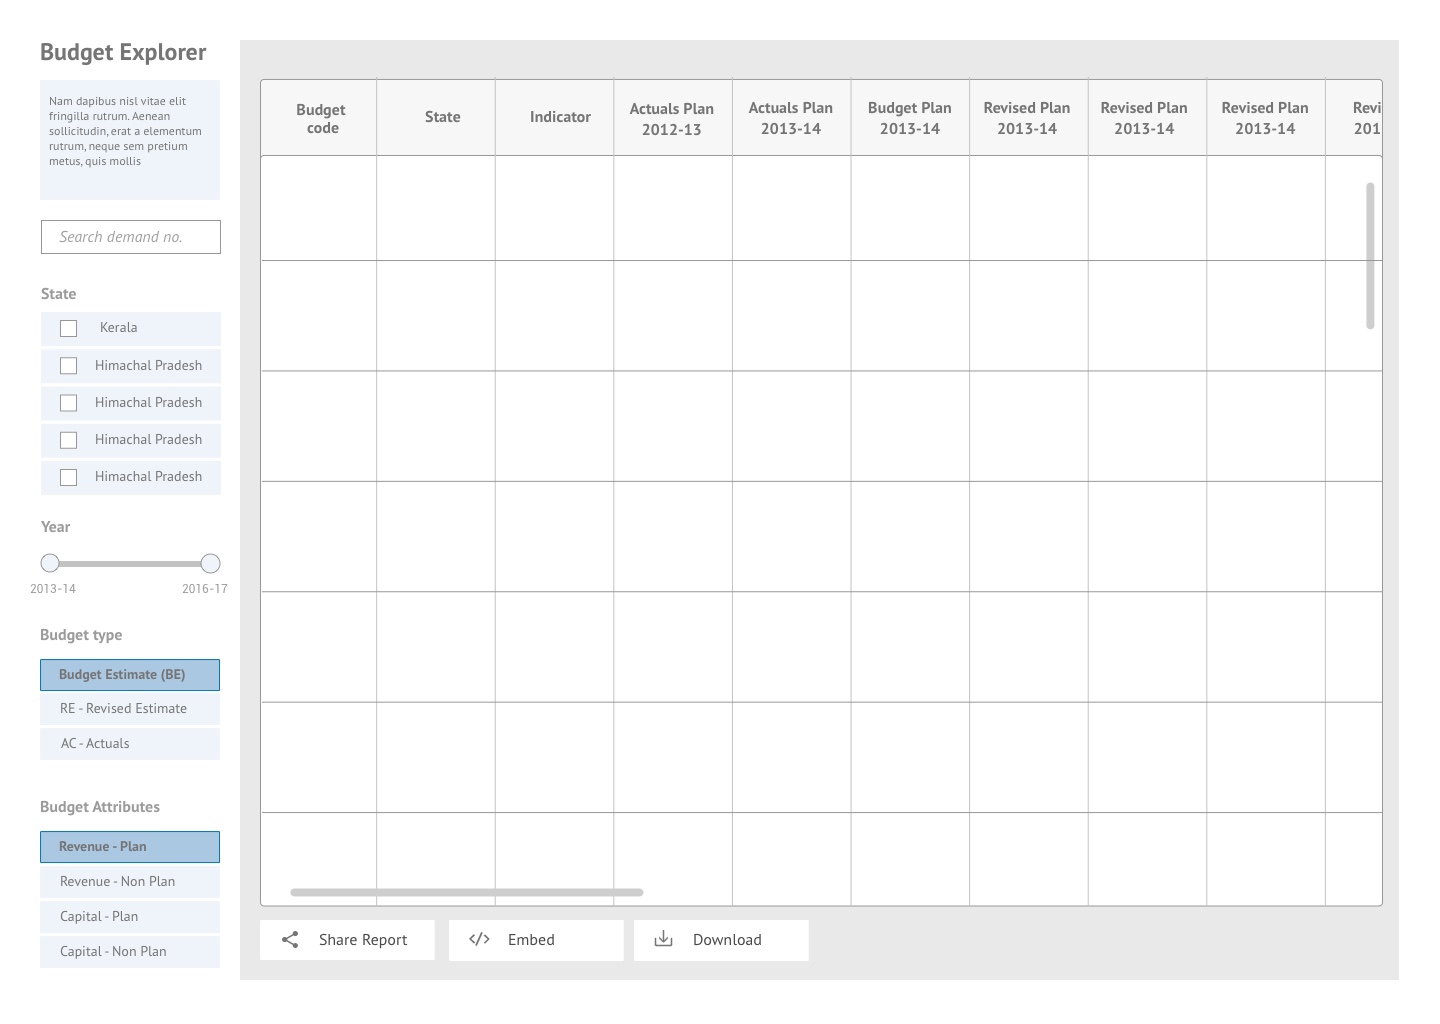 Budget Explorer
Nam dapibus nisl vitae elit
fringilla rutrum. Aenean
sollicitudin, erat a elementum
rutrum, neque sem pretium
metus, quis mollis
Search demand no.
State
Kerala
Himachal Pradesh
Himachal Pradesh
Himachal Pradesh
Himachal Pradesh
Year
2013-14
2016-17
Budget type
Budget Estimate (BE)
RE - Revised Estimate
AC - Actuals
Budget Attributes
Revenue - Plan
Revenue - Non Plan
Capital - Plan
Capital - Non Plan
Budget
code
State
Indicator
Actuals Plan
2012-13
Actuals Plan
2013-14
Budget Plan
2013-14
Revised Plan
2013-14
Revised Plan
2013-14
Revised Plan
2013-14
Revi
201
Share Report
Embed
Download